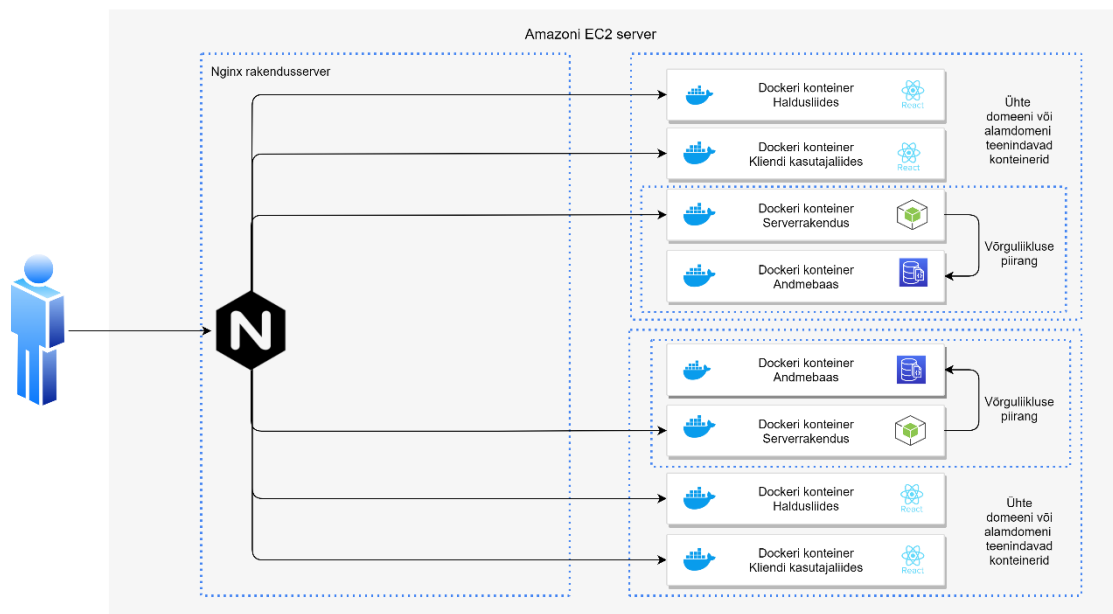 Amazoni EC2 server
Nginx rakendusserver
Dockeri konteiner
Haldusliides
React
Dockeri konteiner
Kliendi kasutajaliides
React
Ühte
domeeni või
alamdomeni
teenindavad
konteinerid
Dockeri konteiner
Serverrakendus
Dockeri konteiner
Andmebaas
Võrguliikluse
piirang
N
Dockeri konteiner
Andmebaas
Dockeri konteiner
Serverrakendus
Võrguliikluse
piirang
Dockeri konteiner
Haldusliides
React
Dockeri konteiner
Kliendi kasutajaliides
React
Ühte
domeeni või
alamdomeni
teenindavad
konteinerid